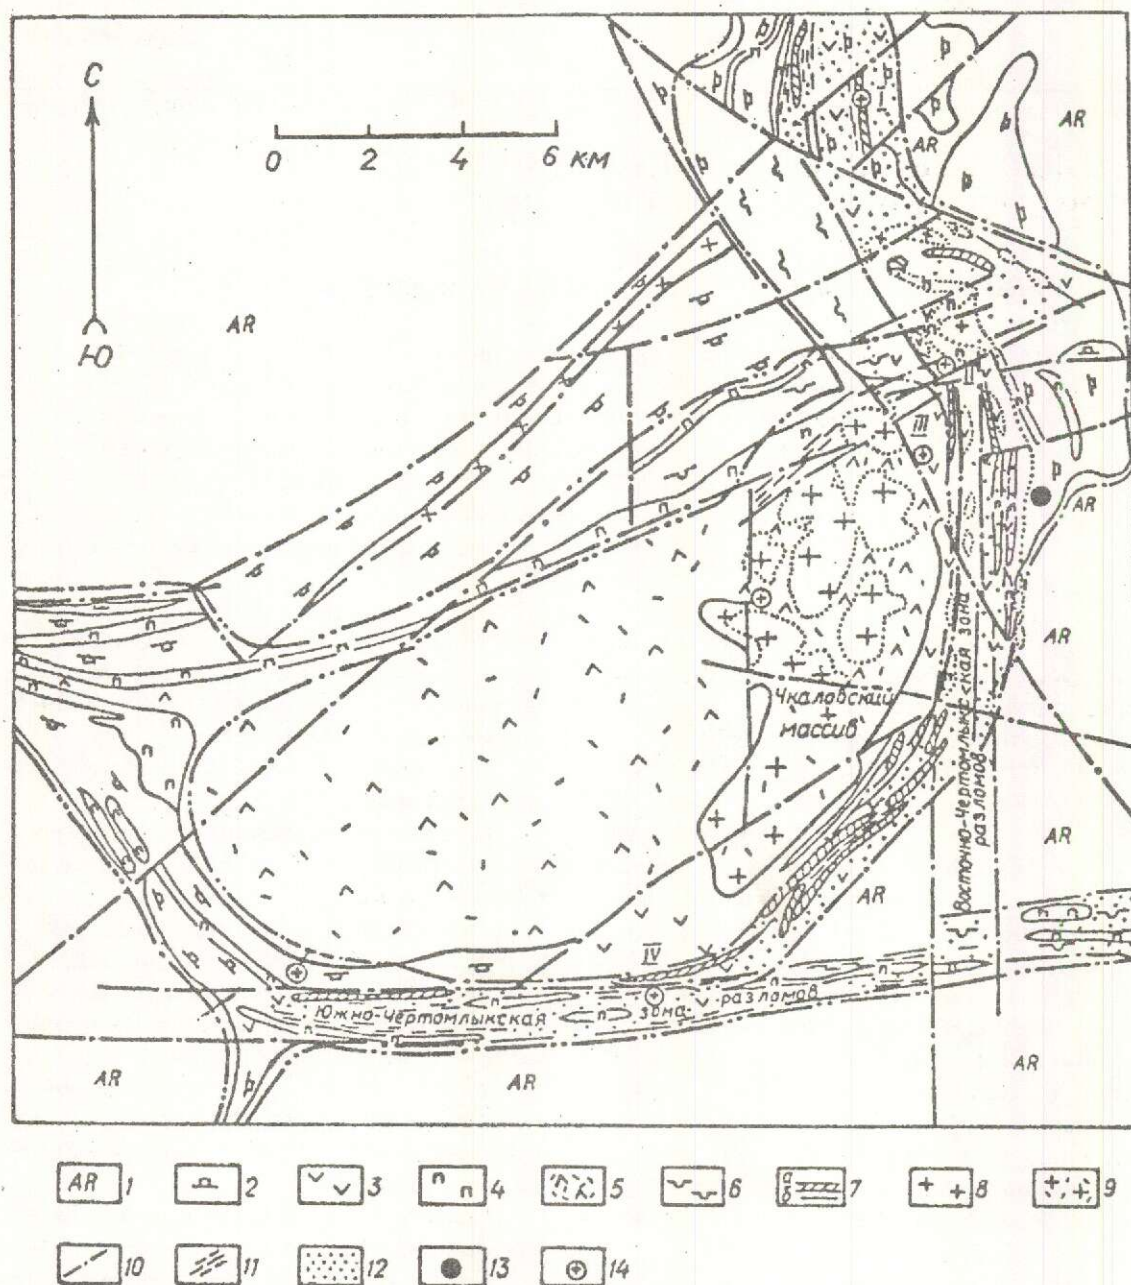 С
Ю
0 2 4 6 км
AR
AR
AR
I
II
III
AR
AR
Чкаловский
массив
Восточно-Чертомлыкская зона
разломов
AR
AR
IV
Южно-Чертомлыкская зона разломов
AR
AR
AR
AR 1 2 3 4 5 6 а б 7 8 9
10 11 12 13 14